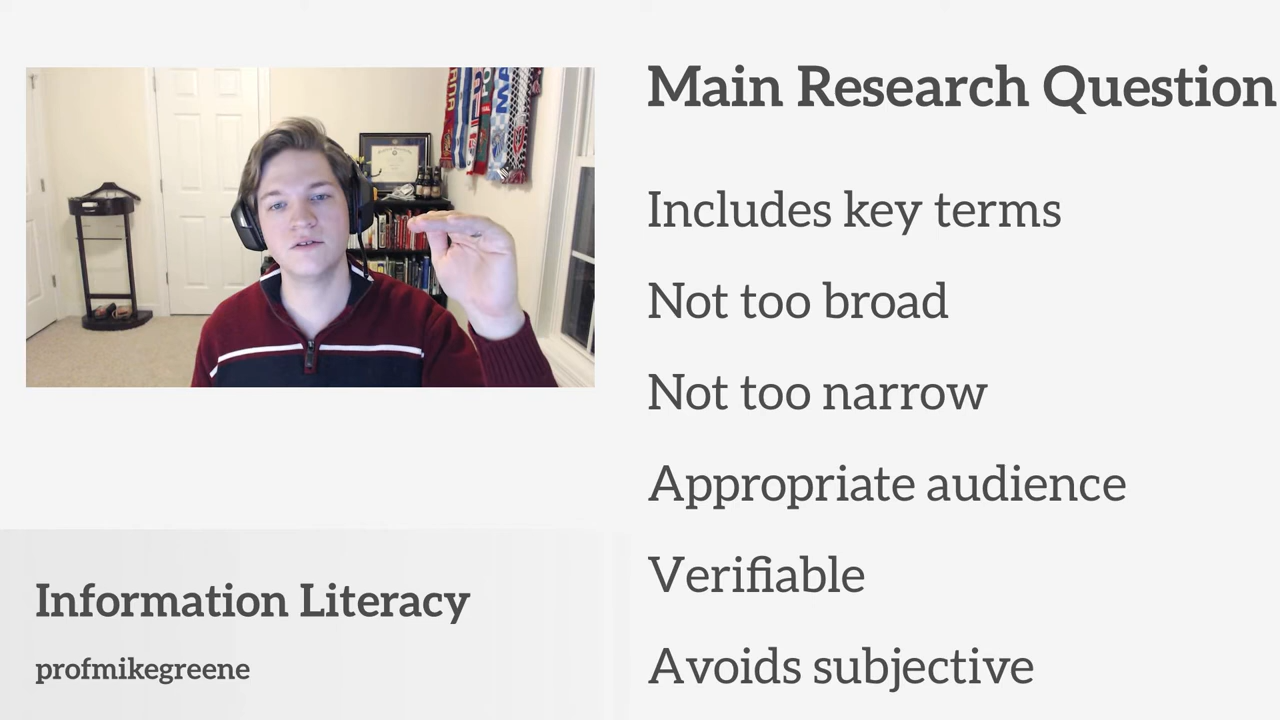 Main Research Question
Includes key terms
Not too broad
Not too narrow
Appropriate audience
Verifiable
Avoids subjective
Information Literacy
profmikegreene